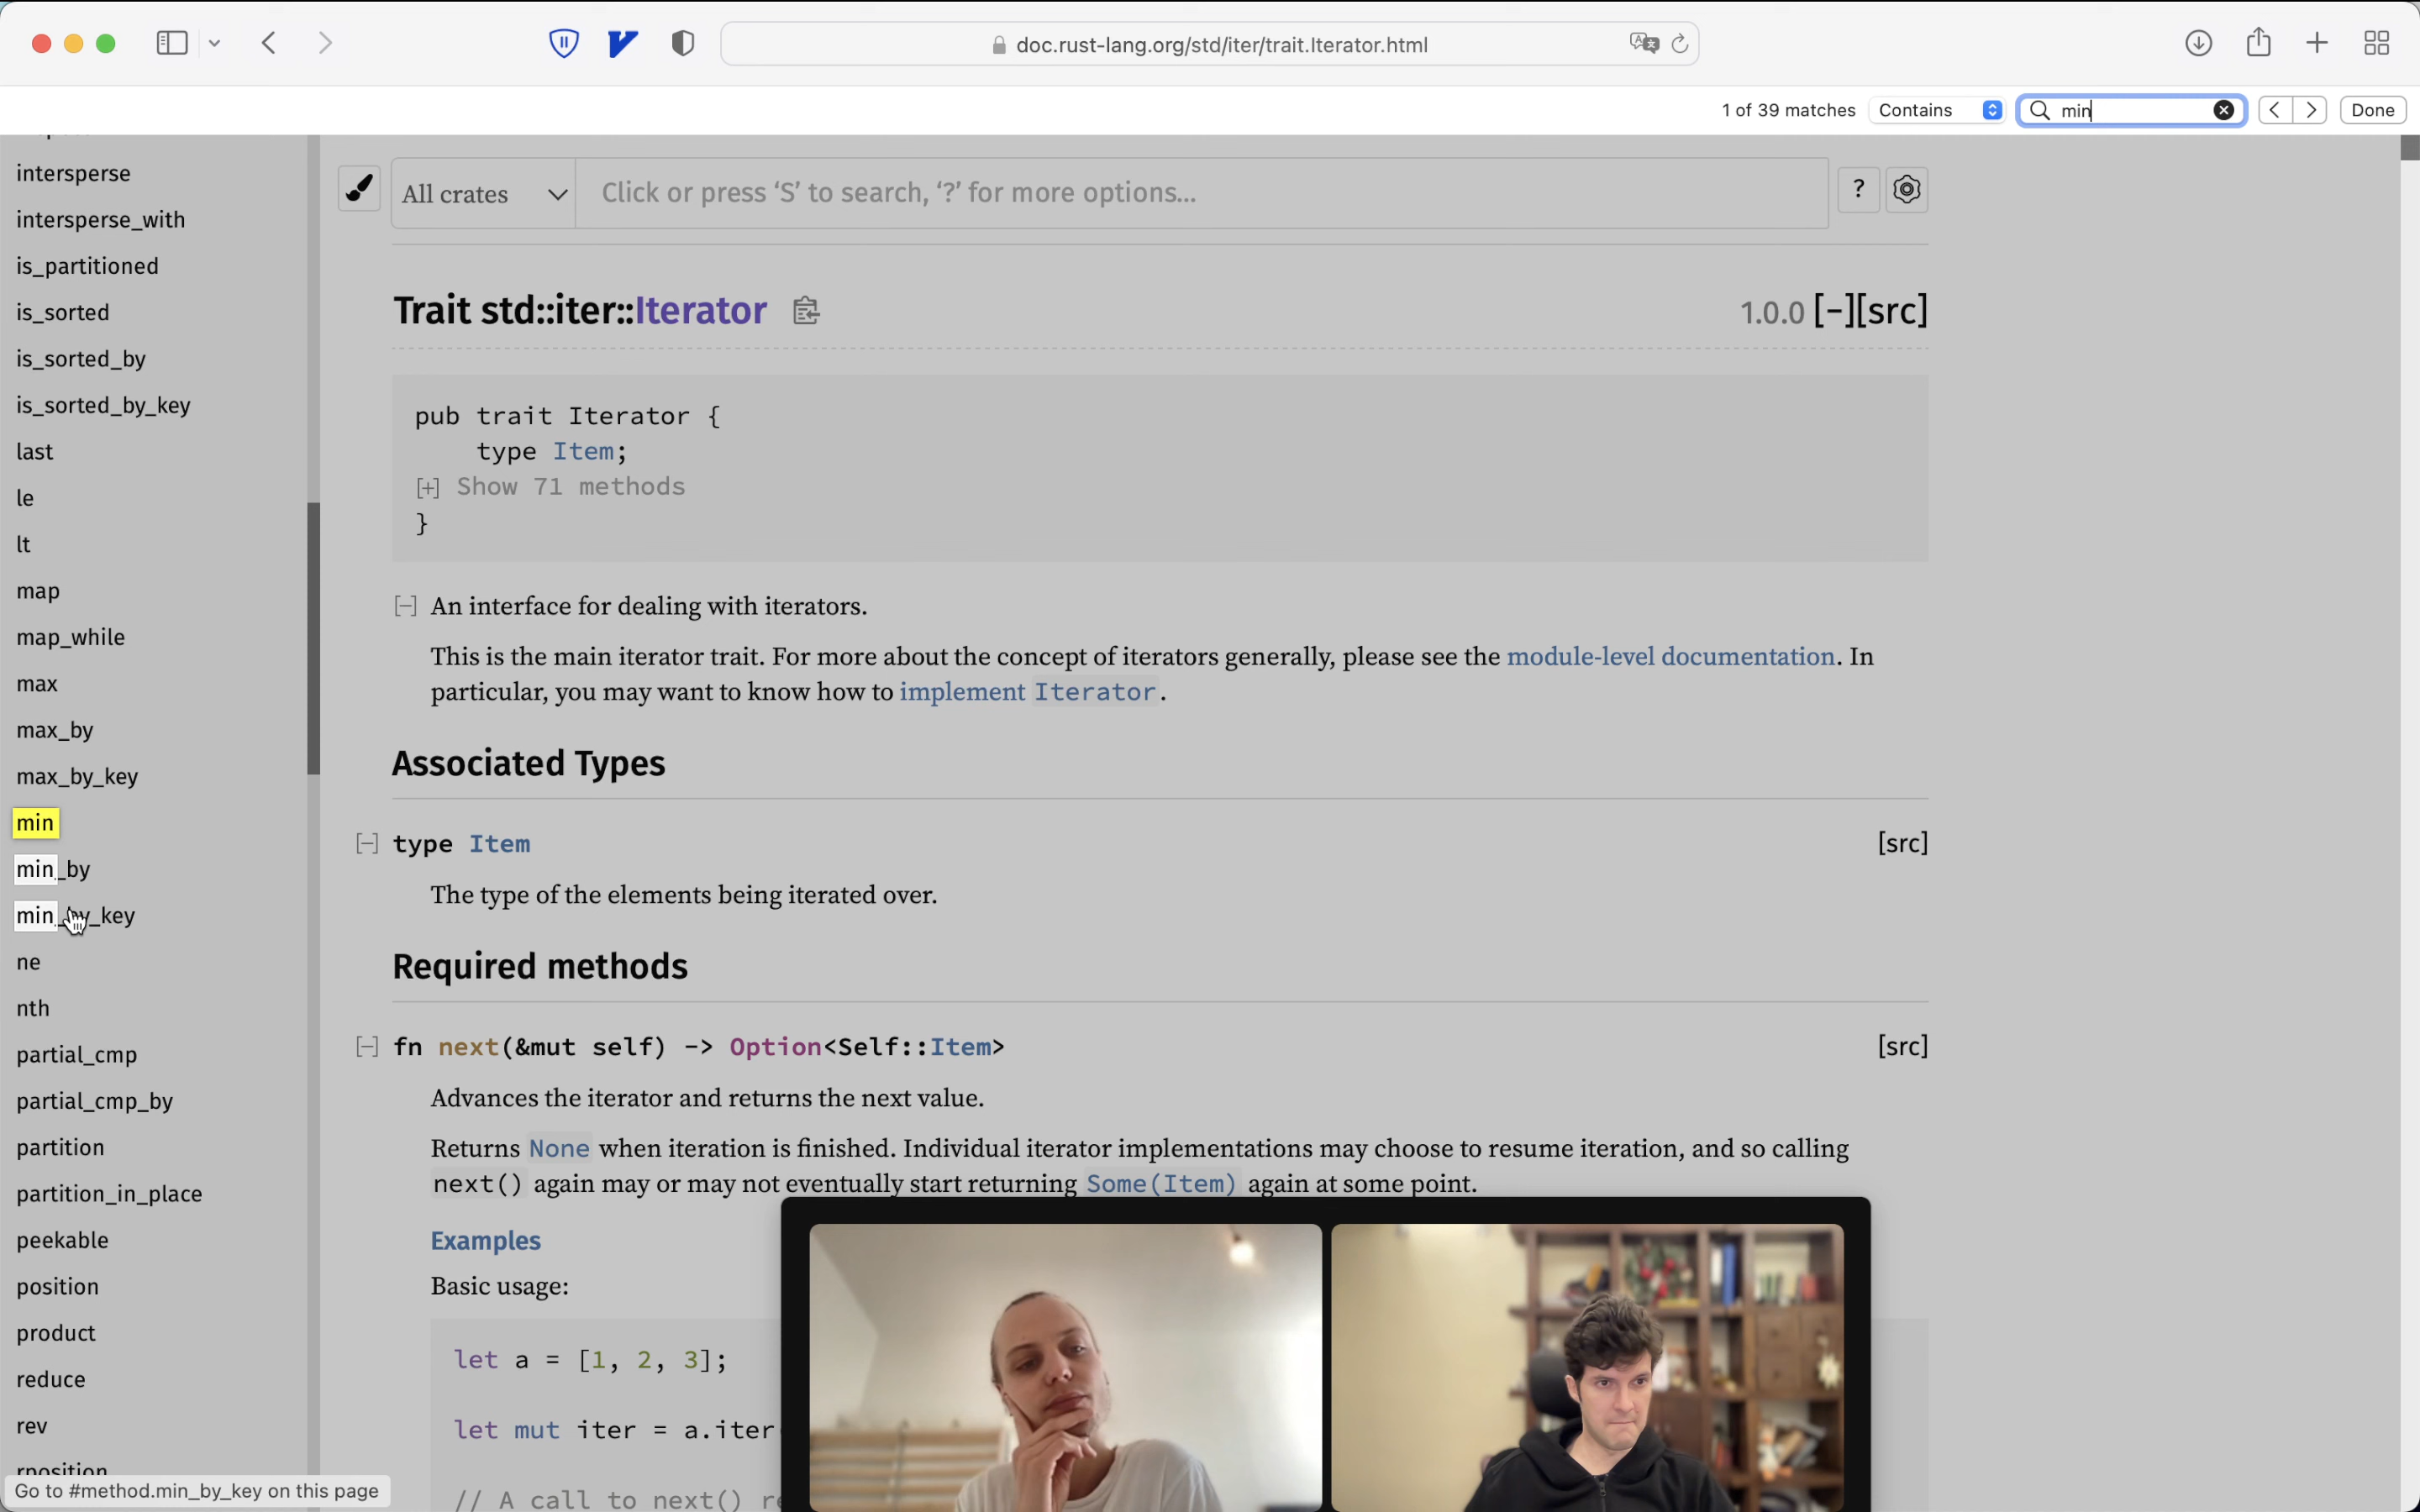 doc.rust-lang.org/std/iter/trait.Iterator.html
1 of 39 matches
Contains
min
Done
intersperse
intersperse_with
is_partitioned
is_sorted
is_sorted_by
is_sorted_by_key
last
le
lt
map
map_while
max
max_by
max_by_key
min
min_by
min_by_key
ne
nth
partial_cmp
partial_cmp_by
partition
partition_in_place
peekable
position
product
reduce
rev
rposition
Go to #method.min_by_key on this page
All crates
Click or press ‘S’ to search, ‘?’ for more options...
?
Trait std::iter::Iterator
1.0.0 [-][src]
pub trait Iterator {
type Item;
[+] Show 71 methods
}
[-] An interface for dealing with iterators.
This is the main iterator trait. For more about the concept of iterators generally, please see the module-level documentation. In
particular, you may want to know how to implement Iterator.
Associated Types
[-] type Item [src]
The type of the elements being iterated over.
Required methods
[-] fn next(&mut self) -> Option<Self::Item> [src]
Advances the iterator and returns the next value.
Returns None when iteration is finished. Individual iterator implementations may choose to resume iteration, and so calling
next() again may or may not eventually start returning Some(Item) again at some point.
Examples
Basic usage:
let a = [1, 2, 3];
let mut iter = a.iter
// A call to next()